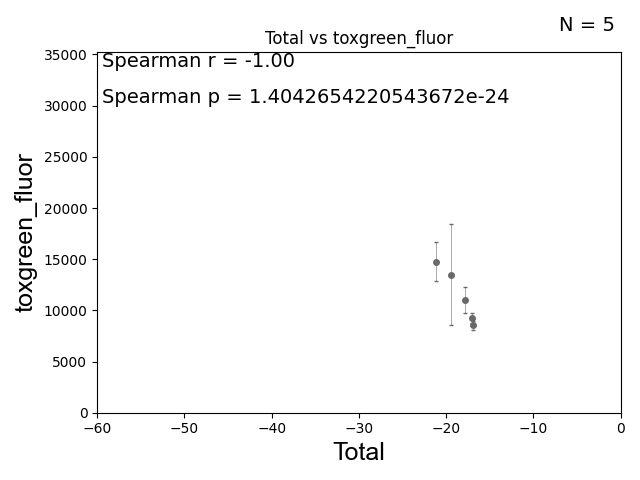 N = 5
Total vs toxgreen_fluor
Spearman r = -1.00
Spearman p = 1.4042654220543672e-24
toxgreen_fluor
35000
30000
25000
20000
15000
10000
5000
0
−60 −50 −40 −30 −20 −10 0
Total